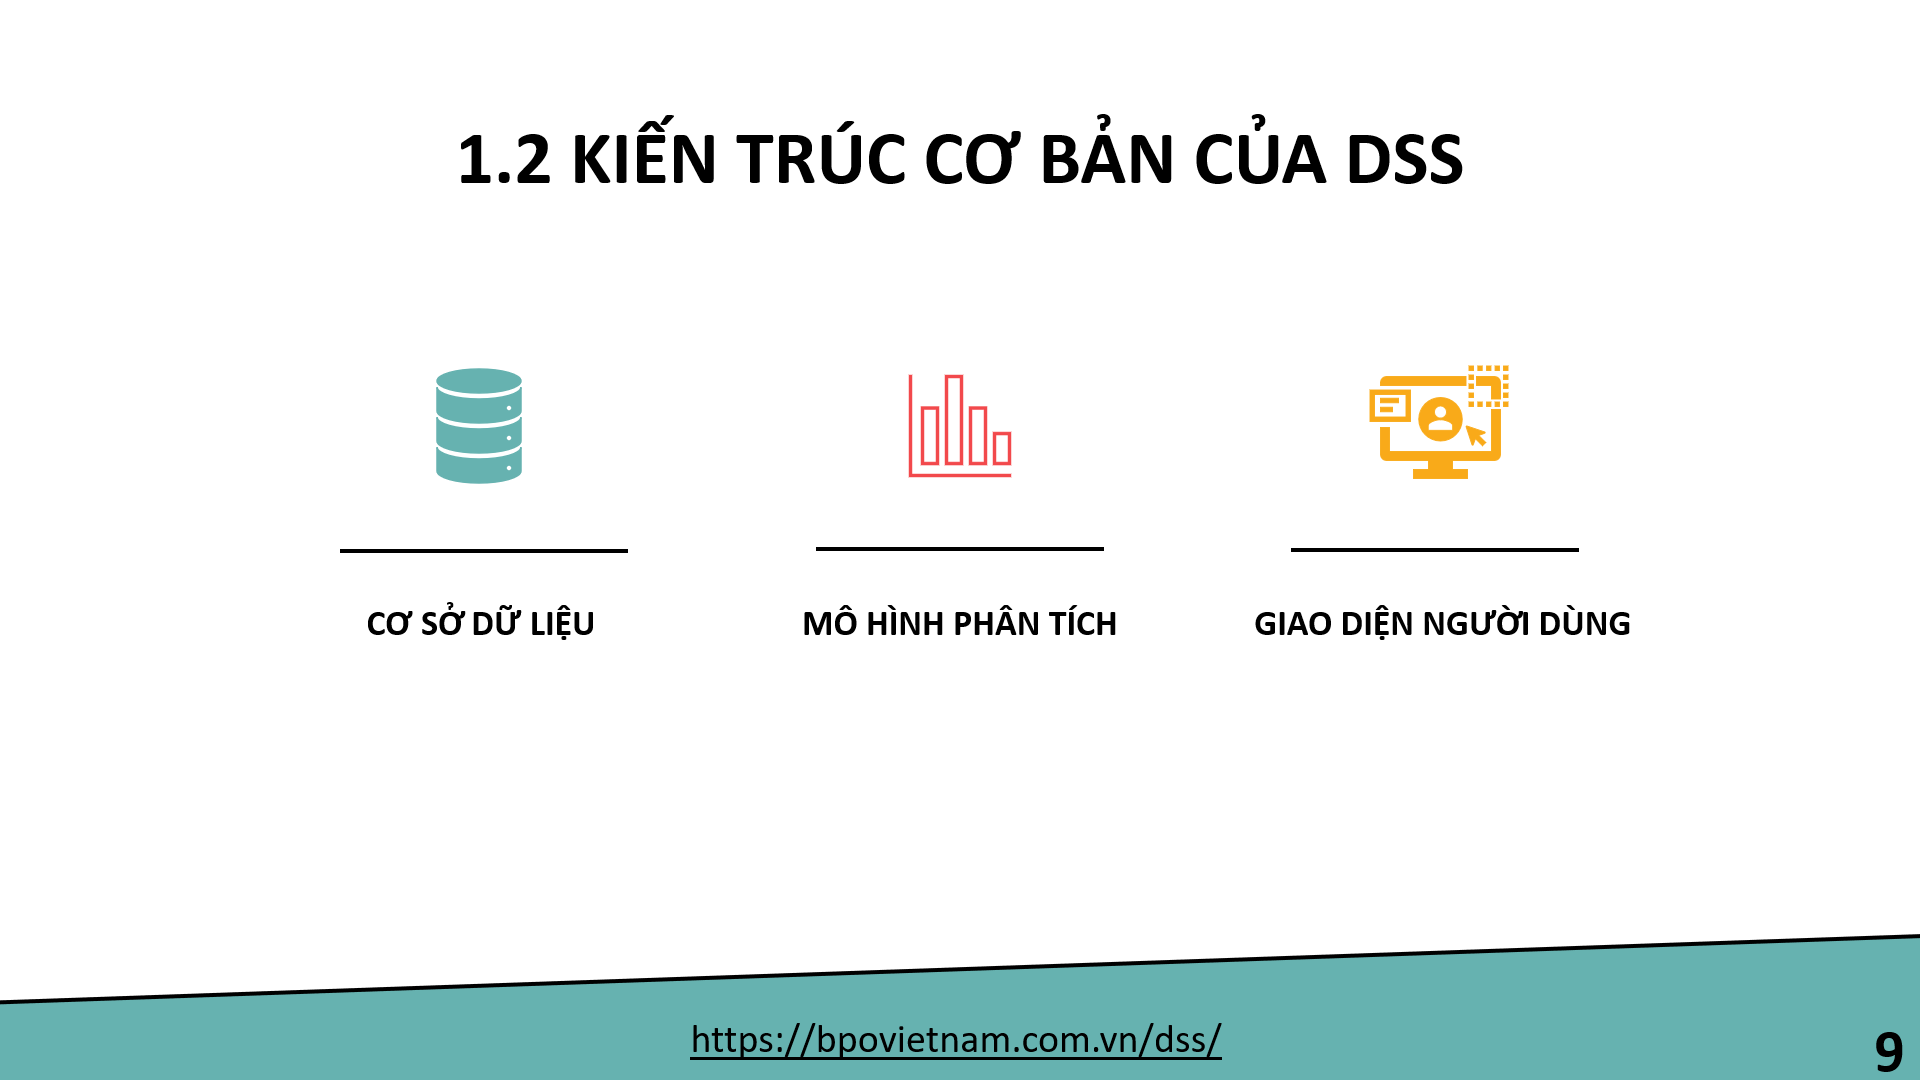 1.2 KIẾN TRÚC CƠ BẢN CỦA DSS
CƠ SỞ DỮ LIỆU
MÔ HÌNH PHÂN TÍCH
GIAO DIỆN NGƯỜI DÙNG
https://bpovietnam.com.vn/dss/
9